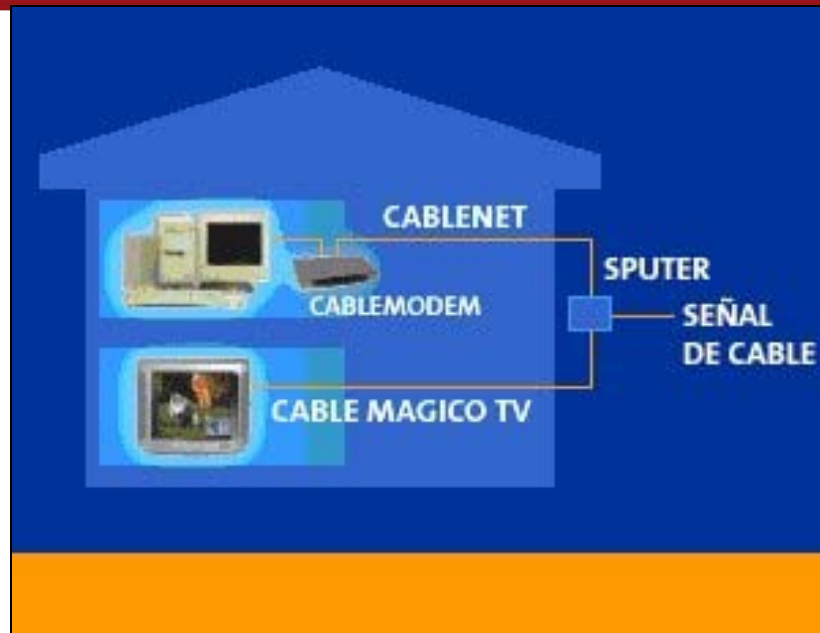 CABLENET
SPUTER
CABLEMODEM
SEÑAL
DE CABLE
CABLE MAGICO TV